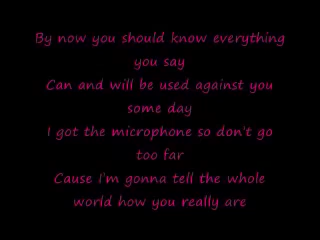 By now you should know everything
you say
Can and will be used against you
some day
I got the microphone so don't go
too far
Cause I'm gonna tell the whole
world how you really are